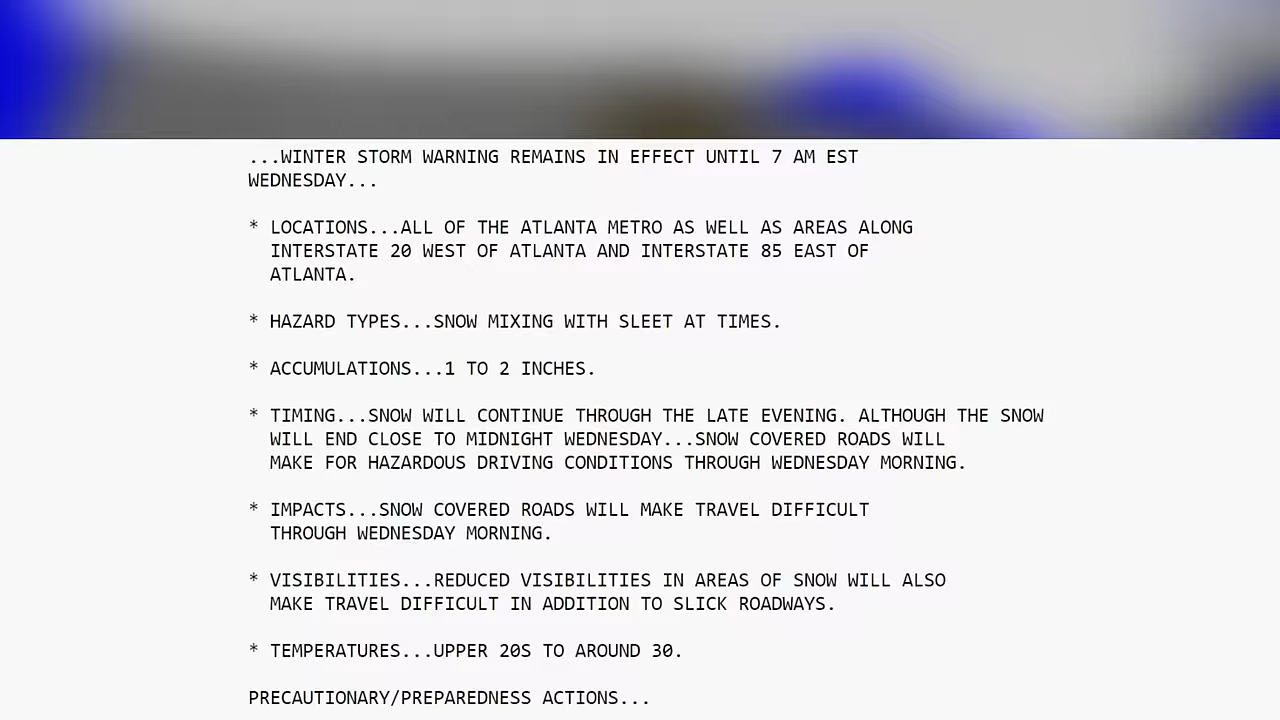 ...WINTER STORM WARNING REMAINS IN EFFECT UNTIL 7 AM EST
WEDNESDAY...
* LOCATIONS...ALL OF THE ATLANTA METRO AS WELL AS AREAS ALONG
INTERSTATE 20 WEST OF ATLANTA AND INTERSTATE 85 EAST OF
ATLANTA.
* HAZARD TYPES...SNOW MIXING WITH SLEET AT TIMES.
* ACCUMULATIONS...1 TO 2 INCHES.
* TIMING...SNOW WILL CONTINUE THROUGH THE LATE EVENING. ALTHOUGH THE SNOW
WILL END CLOSE TO MIDNIGHT WEDNESDAY...SNOW COVERED ROADS WILL
MAKE FOR HAZARDOUS DRIVING CONDITIONS THROUGH WEDNESDAY MORNING.
* IMPACTS...SNOW COVERED ROADS WILL MAKE TRAVEL DIFFICULT
THROUGH WEDNESDAY MORNING.
* VISIBILITIES...REDUCED VISIBILITIES IN AREAS OF SNOW WILL ALSO
MAKE TRAVEL DIFFICULT IN ADDITION TO SLICK ROADWAYS.
* TEMPERATURES...UPPER 20S TO AROUND 30.
PRECAUTIONARY/PREPAREDNESS ACTIONS...